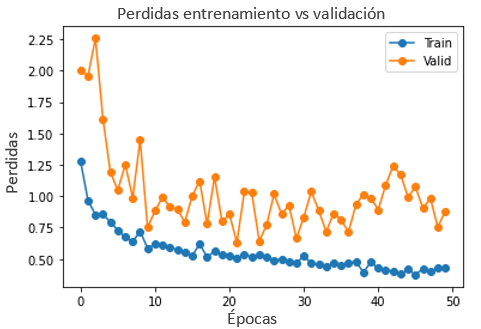 Perdidas entrenamiento vs validación
Train
Valid
Perdidas
2.25
2.00
1.75
1.50
1.25
1.00
0.75
0.50
0
10
20
30
40
50
Épocas